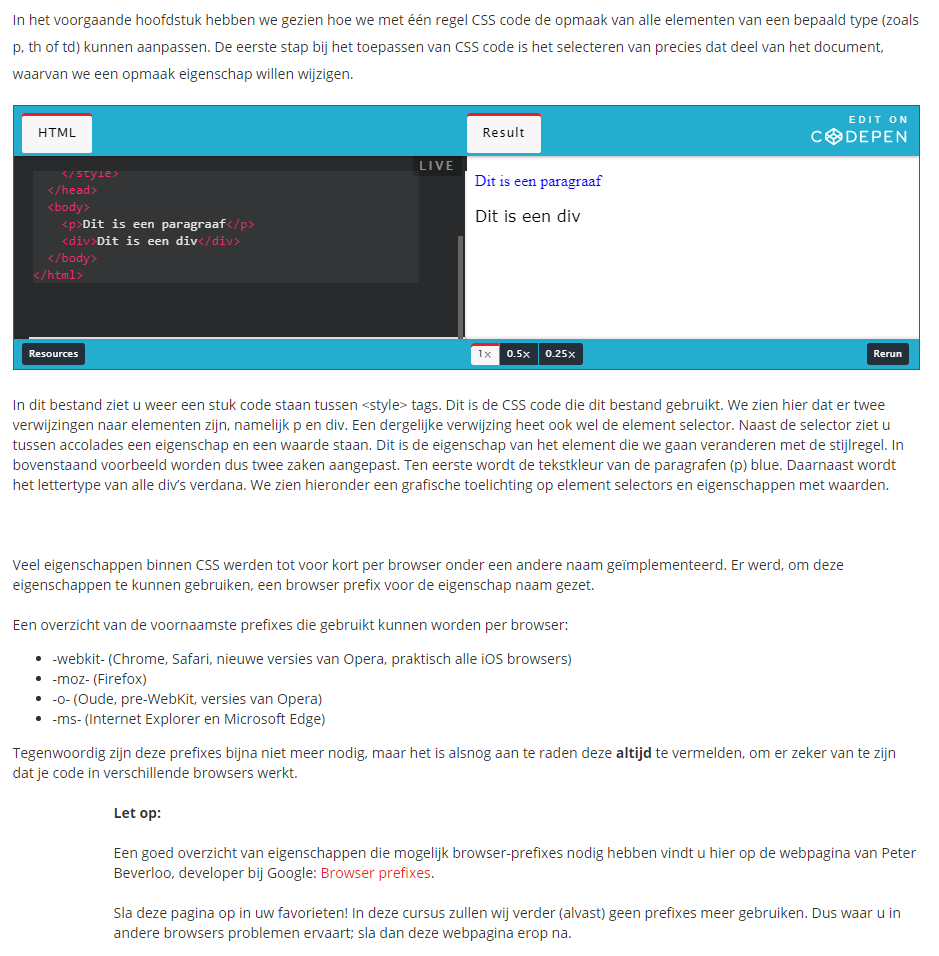 In het voorgaande hoofdstuk hebben we gezien hoe we met één regel CSS code de opmaak van alle elementen van een bepaald type (zoals
p, th of td) kunnen aanpassen. De eerste stap bij het toepassen van CSS code is het selecteren van precies dat deel van het document,
waarvan we een opmaak eigenschap willen wijzigen.
HTML
Result
EDIT ON
CODEPEN
LIVE
</style>
</head>
<body>
<p>Dit is een paragraaf</p>
<div>Dit is een div</div>
</body>
</html>
Dit is een paragraaf
Dit is een div
Resources
1x 0.5x 0.25x
Rerun
In dit bestand ziet u weer een stuk code staan tussen <style> tags. Dit is de CSS code die dit bestand gebruikt. We zien hier dat er twee
verwijzingen naar elementen zijn, namelijk p en div. Een dergelijke verwijzing heet ook wel de element selector. Naast de selector ziet u
tussen accolades een eigenschap en een waarde staan. Dit is de eigenschap van het element die we gaan veranderen met de stijlregel. In
bovenstaand voorbeeld worden dus twee zaken aangepast. Ten eerste wordt de tekstkleur van de paragrafen (p) blue. Daarnaast wordt
het lettertype van alle div’s verdana. We zien hieronder een grafische toelichting op element selectors en eigenschappen met waarden.
Veel eigenschappen binnen CSS werden tot voor kort per browser onder een andere naam geïmplementeerd. Er werd, om deze
eigenschappen te kunnen gebruiken, een browser prefix voor de eigenschap naam gezet.
Een overzicht van de voornaamste prefixes die gebruikt kunnen worden per browser:
• -webkit- (Chrome, Safari, nieuwe versies van Opera, praktisch alle iOS browsers)
• -moz- (Firefox)
• -o- (Oude, pre-WebKit, versies van Opera)
• -ms- (Internet Explorer en Microsoft Edge)
Tegenwoordig zijn deze prefixes bijna niet meer nodig, maar het is alsnog aan te raden deze altijd te vermelden, om er zeker van te zijn
dat je code in verschillende browsers werkt.
Let op:
Een goed overzicht van eigenschappen die mogelijk browser-prefixes nodig hebben vindt u hier op de webpagina van Peter
Beverloo, developer bij Google: Browser prefixes.
Sla deze pagina op in uw favorieten! In deze cursus zullen wij verder (alvast) geen prefixes meer gebruiken. Dus waar u in
andere browsers problemen ervaart; sla dan deze webpagina erop na.